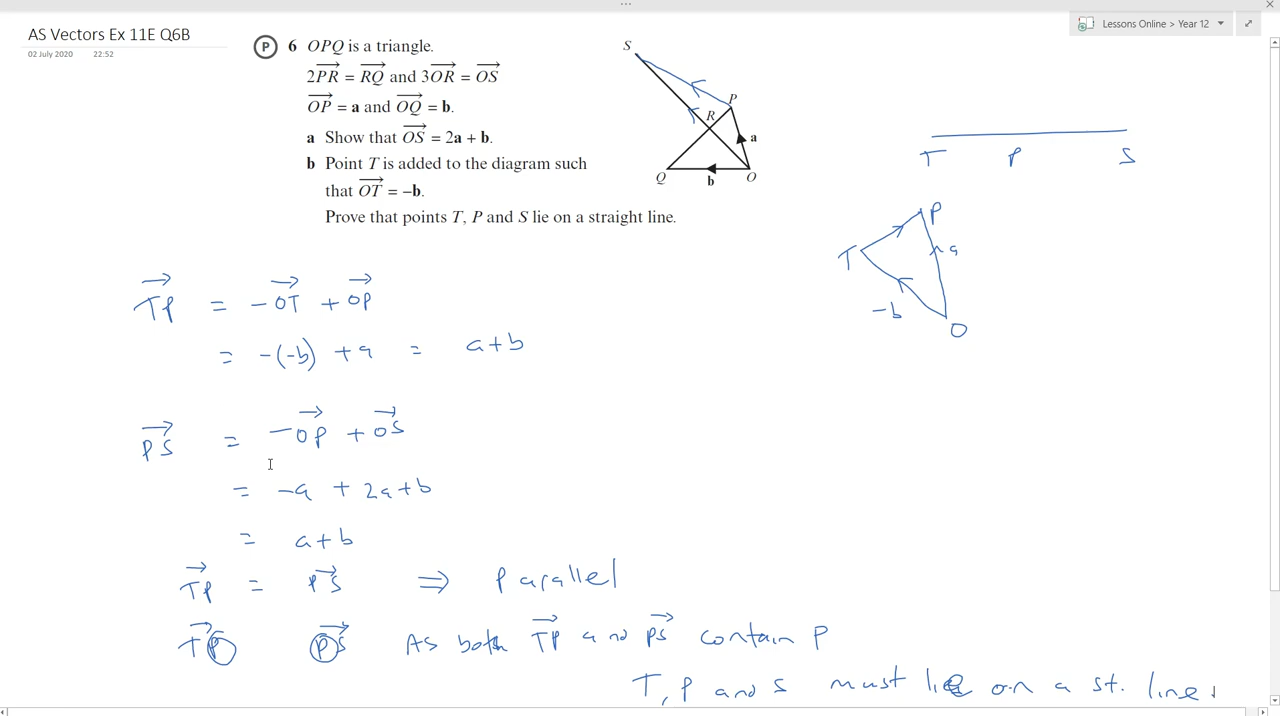 AS Vectors Ex 11E Q6B
02 July 2020 22:52
Lessons Online > Year 12
P 6 OPQ is a triangle.
2PR⃗ = RQ⃗ and 3OR⃗ = OS⃗
OP⃗ = a and OQ⃗ = b.
a Show that OS⃗ = 2a + b.
b Point T is added to the diagram such
that OT⃗ = −b.
Prove that points T, P and S lie on a straight line.
S
P
R
a
Q
b
O
T P S
P
T
a
-b
O
TP⃗ = -OT⃗ + OP⃗
= -(-b) + a = a+b
PS⃗ = -OP⃗ + OS⃗
= -a + 2a+b
= a+b
TP⃗ = PS⃗ ⇒ Parallel
TP⃗ PS⃗ As both TP⃗ and PS⃗ contain P
T, P and S must lie on a st. line.